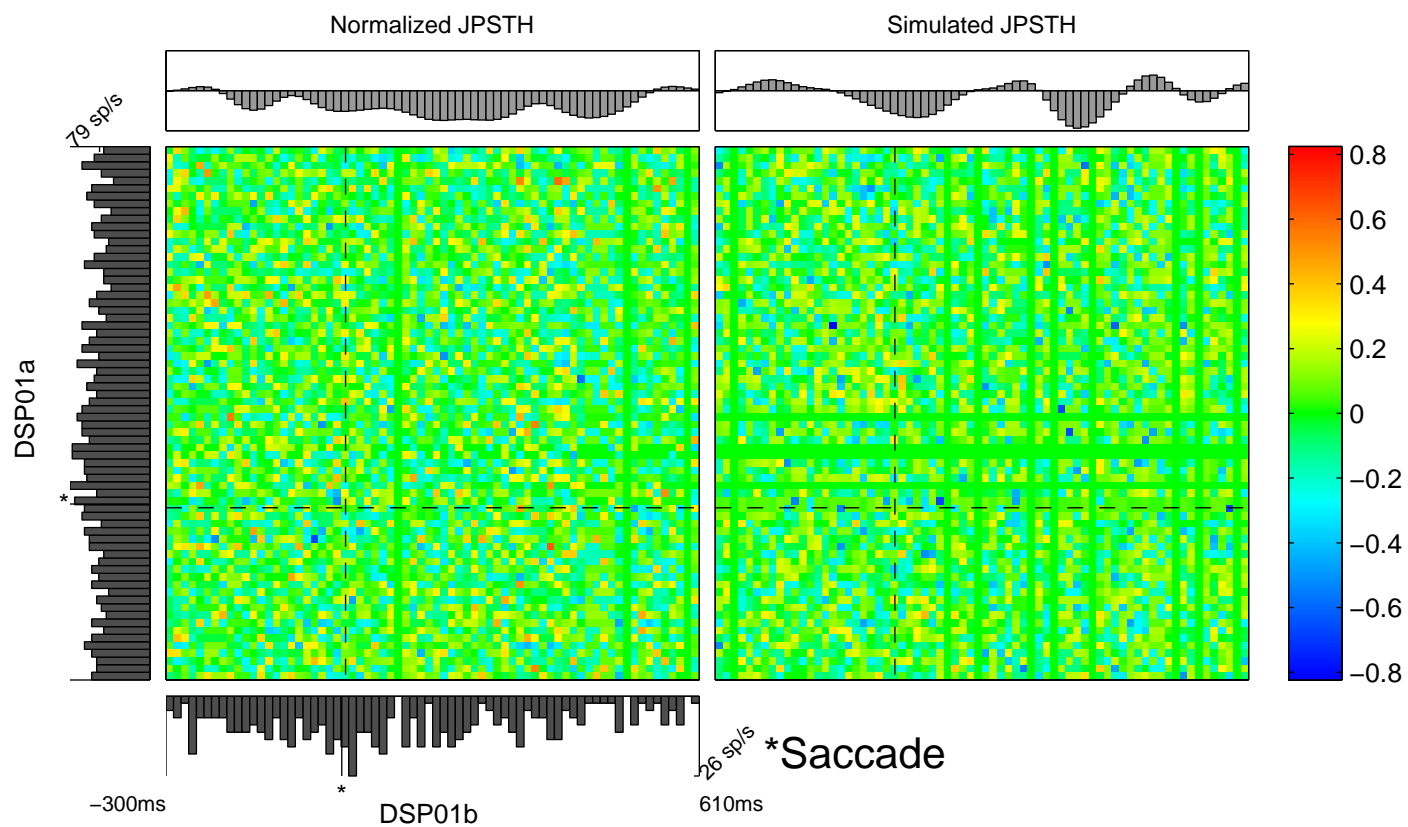 Normalized JPSTH
Simulated JPSTH
79 sp/s
0.8
0.6
0.4
0.2
0
−0.2
−0.4
−0.6
−0.8
DSP01a
*
26 sp/s
*Saccade
*
−300ms
DSP01b
610ms